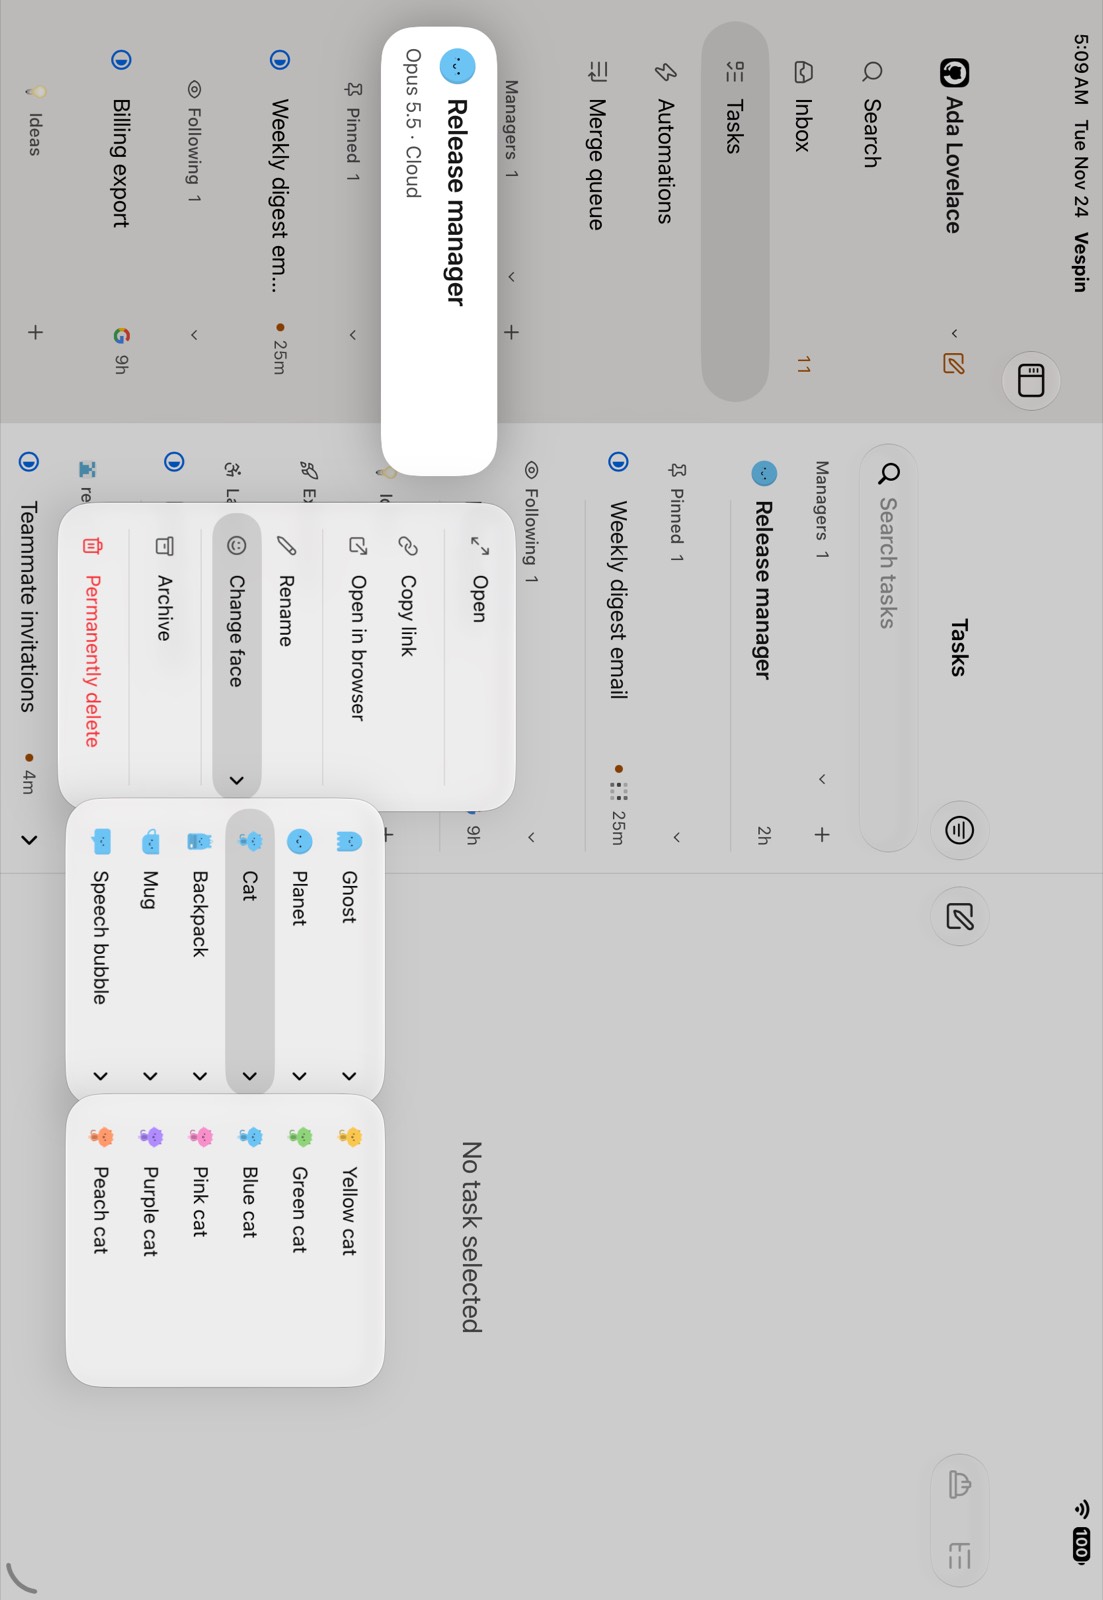 5:09 AM Tue Nov 24 Vespin
100
Ada Lovelace
Search
Inbox 11
Tasks
Automations
Merge queue
Managers 1
Release manager
Opus 5.5 · Cloud
Pinned 1
Weekly digest em... 25m
Following 1
Billing export 9h
Ideas
Tasks
Search tasks
Managers 1
Release manager 2h
Pinned 1
Weekly digest email 25m
Following 1
9h
Teammate invitations 4m
Open
Copy link
Open in browser
Rename
Change face
Archive
Permanently delete
Ghost
Planet
Cat
Backpack
Mug
Speech bubble
Yellow cat
Green cat
Blue cat
Pink cat
Purple cat
Peach cat
No task selected